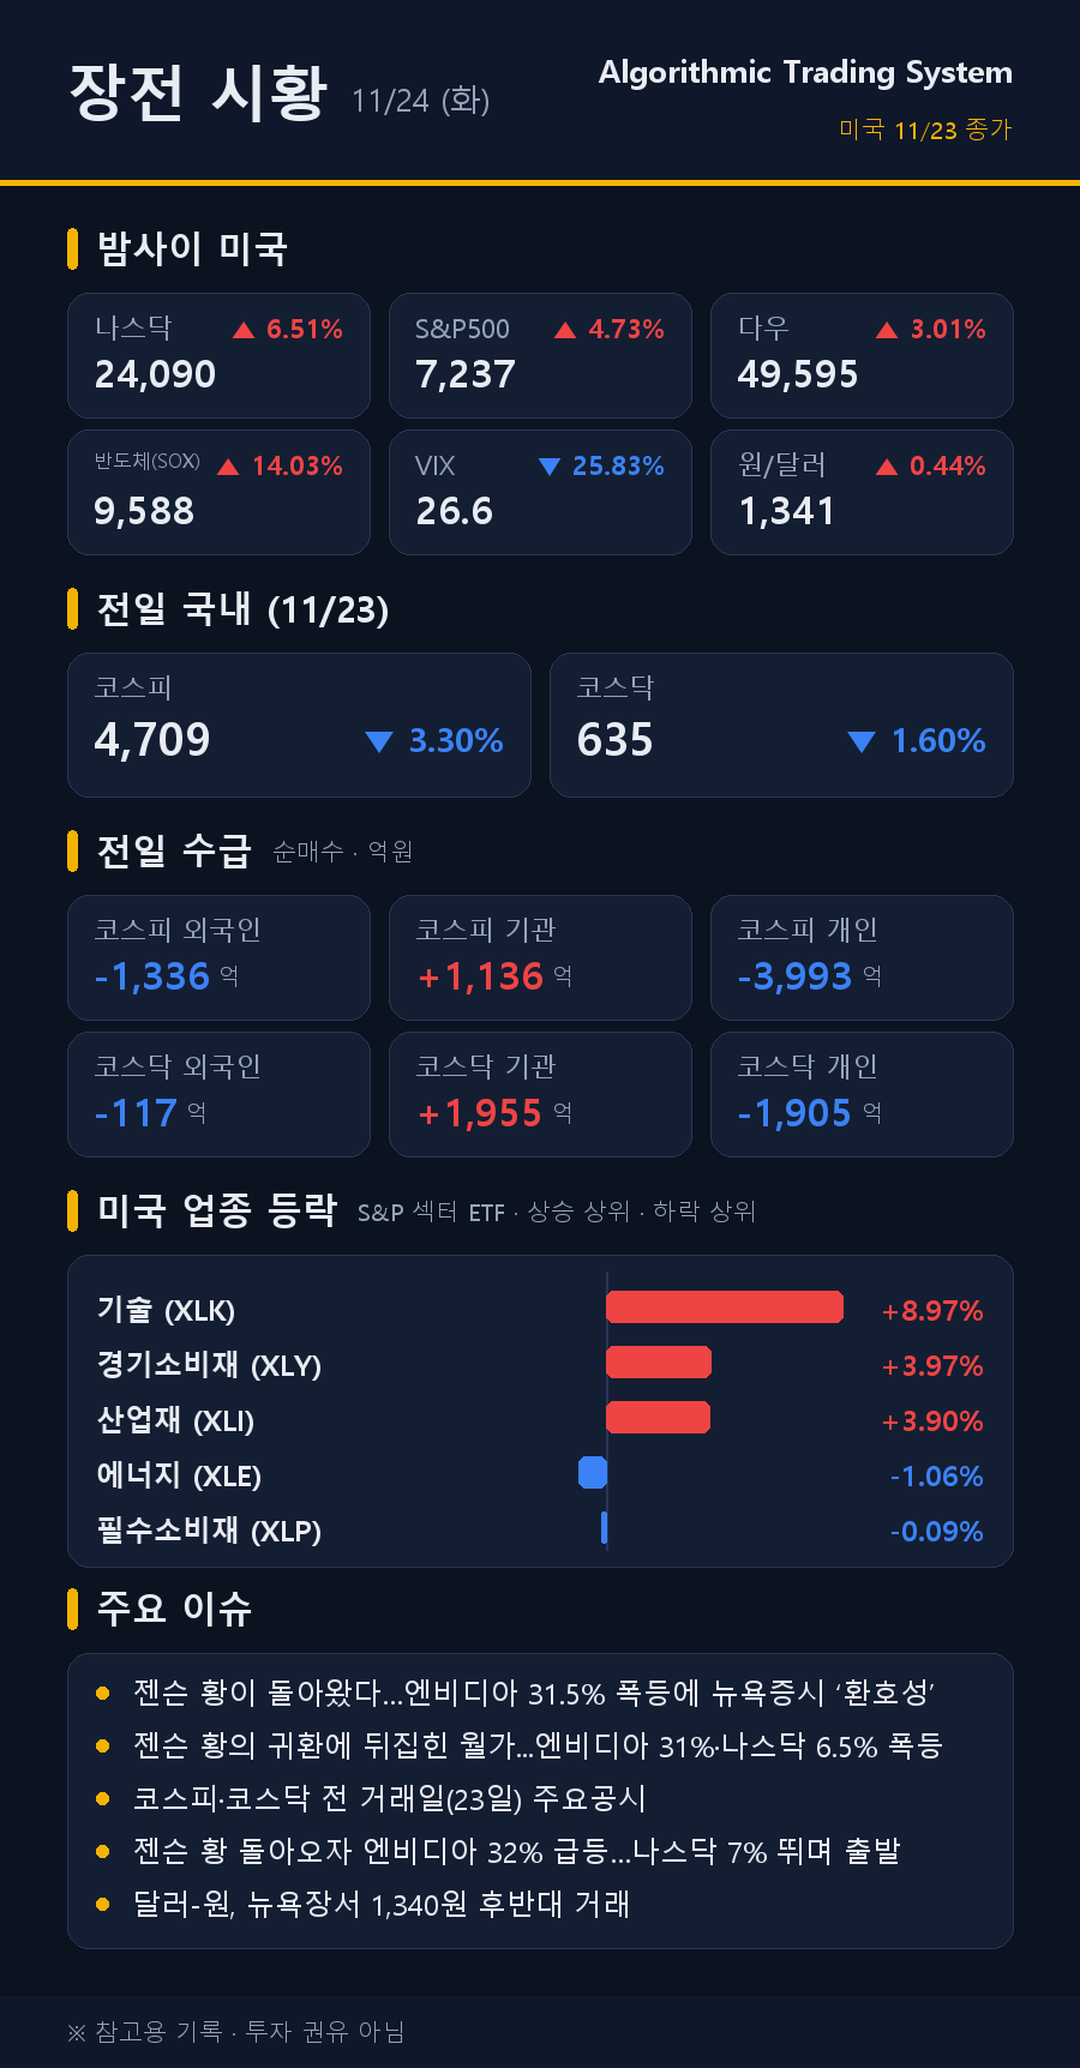 장전 시황 11/24 (화)
Algorithmic Trading System
미국 11/23 종가
밤사이 미국
나스닥 ▲ 6.51%
24,090
S&P500 ▲ 4.73%
7,237
다우 ▲ 3.01%
49,595
반도체(SOX) ▲ 14.03%
9,588
VIX ▼ 25.83%
26.6
원/달러 ▲ 0.44%
1,341
전일 국내 (11/23)
코스피
4,709 ▼ 3.30%
코스닥
635 ▼ 1.60%
전일 수급 순매수 · 억원
코스피 외국인
-1,336 억
코스피 기관
+1,136 억
코스피 개인
-3,993 억
코스닥 외국인
-117 억
코스닥 기관
+1,955 억
코스닥 개인
-1,905 억
미국 업종 등락 S&P 섹터 ETF · 상승 상위 · 하락 상위
기술 (XLK) +8.97%
경기소비재 (XLY) +3.97%
산업재 (XLI) +3.90%
에너지 (XLE) -1.06%
필수소비재 (XLP) -0.09%
주요 이슈
젠슨 황이 돌아왔다…엔비디아 31.5% 폭등에 뉴욕증시 ‘환호성’
젠슨 황의 귀환에 뒤집힌 월가…엔비디아 31%·나스닥 6.5% 폭등
코스피·코스닥 전 거래일(23일) 주요공시
젠슨 황 돌아오자 엔비디아 32% 급등…나스닥 7% 뛰며 출발
달러-원, 뉴욕장서 1,340원 후반대 거래
※ 참고용 기록 · 투자 권유 아님